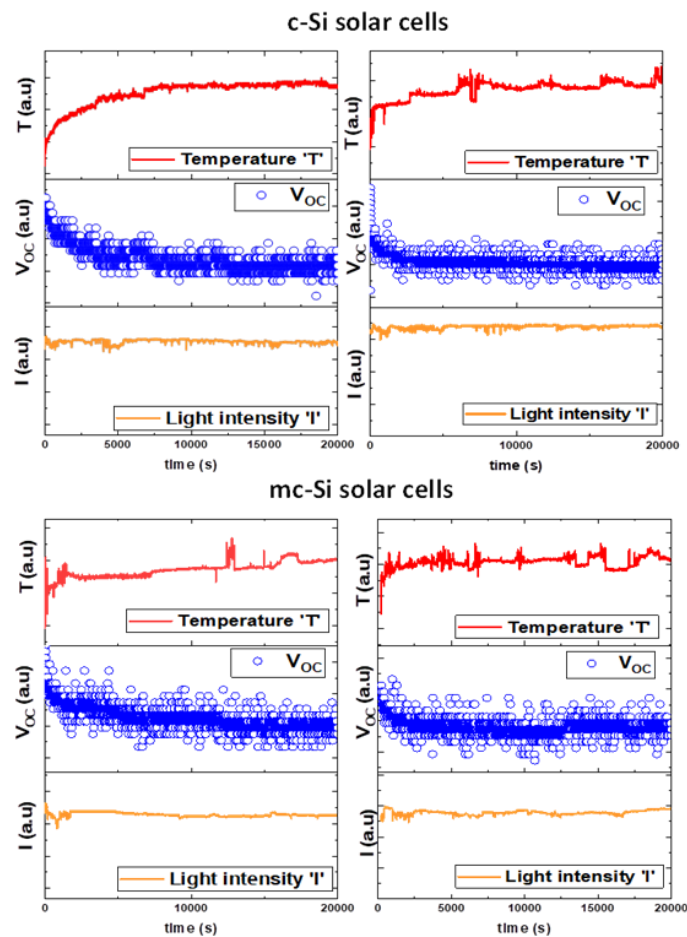 c-Si solar cells
T (a.u)
Temperature 'T'
V_OC (a.u)
V_OC
I (a.u)
Light intensity 'I'
0 5000 10000 15000 20000
time (s)
T (a.u)
Temperature 'T'
V_OC (a.u)
V_OC
I (a.u)
Light intensity 'I'
0 10000 20000
time (s)
mc-Si solar cells
T (a.u)
Temperature 'T'
V_OC (a.u)
V_OC
I (a.u)
Light intensity 'I'
0 10000 20000
time (s)
T (a.u)
Temperature 'T'
V_OC (a.u)
V_OC
I (a.u)
Light intensity 'I'
0 5000 10000 15000 20000
time (s)